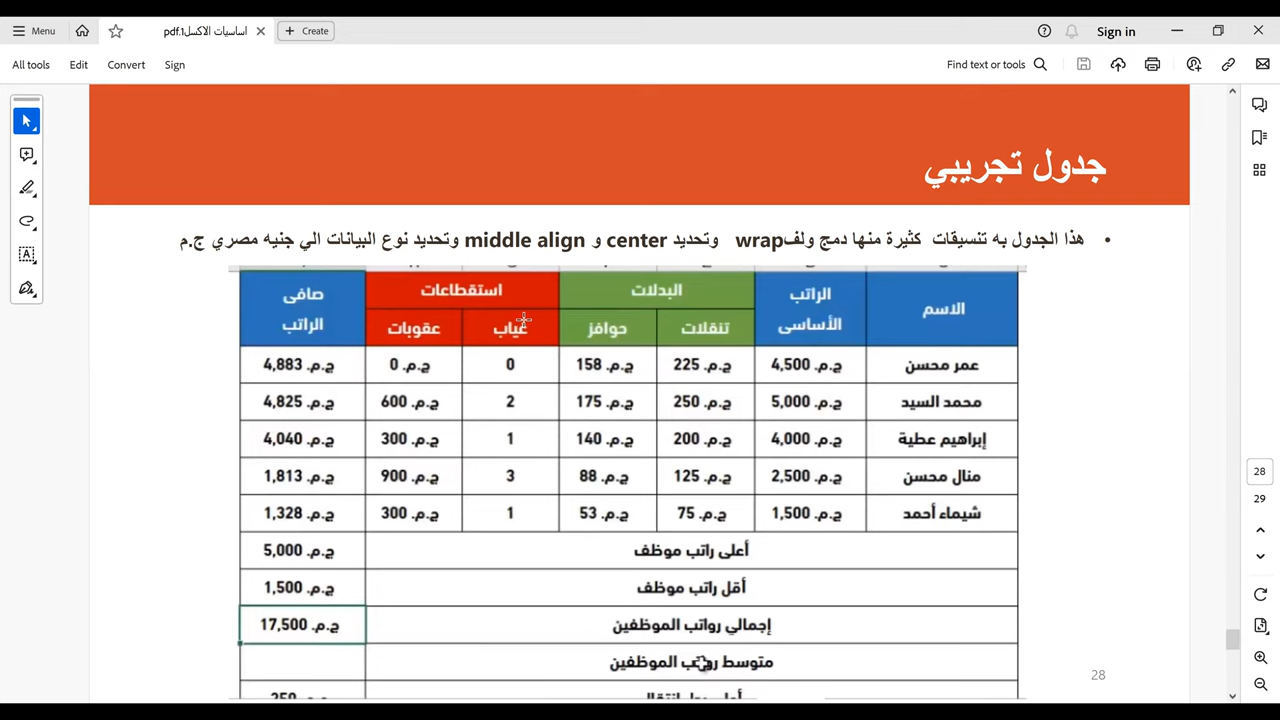 Menu
اساسيات الاكسل1.pdf
Create
Sign in
All tools
Edit
Convert
Sign
Find text or tools
جدول تجريبي
• هذا الجدول به تنسيقات كثيرة منها دمج ولفwrap وتحديد center و middle align وتحديد نوع البيانات الي جنيه مصري ج.م
الاسم الراتب الأساسى البدلات استقطاعات صافى الراتب
تنقلات حوافز غياب عقوبات
عمر محسن ج.م. 4,500 ج.م. 225 ج.م. 158 0 ج.م. 0 ج.م. 4,883
محمد السيد ج.م. 5,000 ج.م. 250 ج.م. 175 2 ج.م. 600 ج.م. 4,825
إبراهيم عطية ج.م. 4,000 ج.م. 200 ج.م. 140 1 ج.م. 300 ج.م. 4,040
منال محسن ج.م. 2,500 ج.م. 125 ج.م. 88 3 ج.م. 900 ج.م. 1,813
شيماء أحمد ج.م. 1,500 ج.م. 75 ج.م. 53 1 ج.م. 300 ج.م. 1,328
أعلى راتب موظف ج.م. 5,000
أقل راتب موظف ج.م. 1,500
إجمالي رواتب الموظفين ج.م. 17,500
متوسط رواتب الموظفين
28
28
29